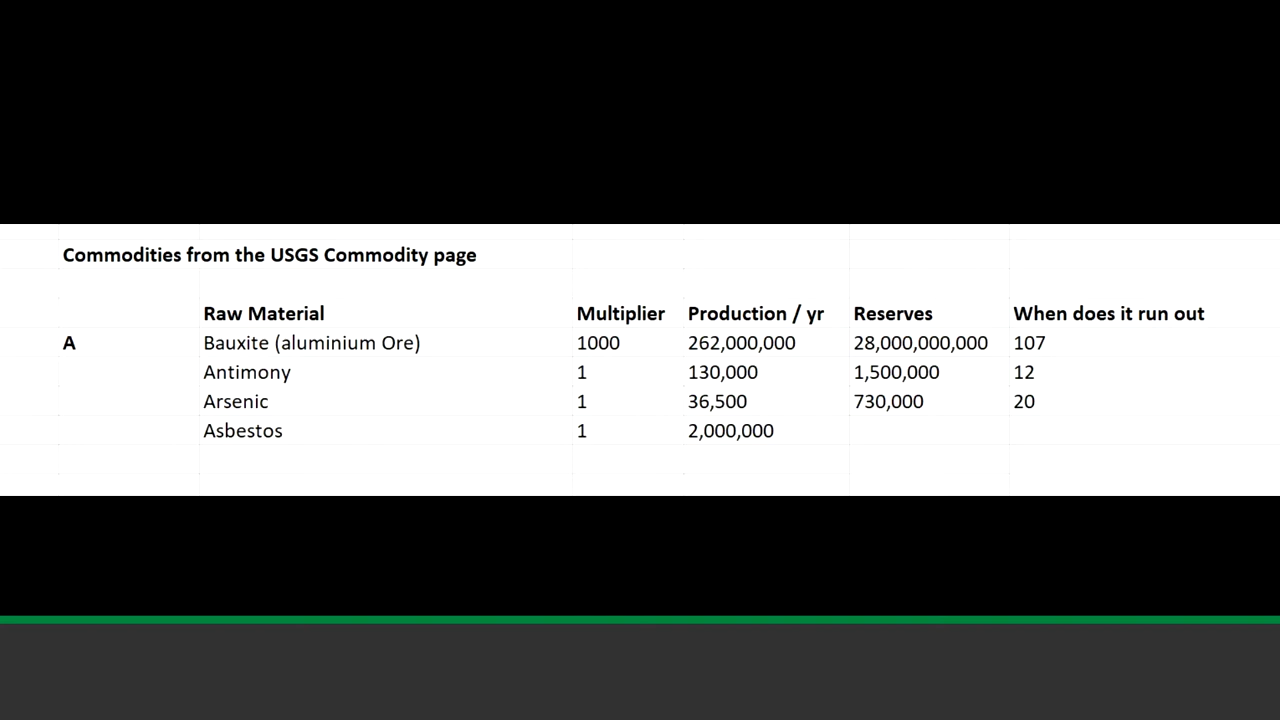 Commodities from the USGS Commodity page
Raw Material Multiplier Production / yr Reserves When does it run out
A Bauxite (aluminium Ore) 1000 262,000,000 28,000,000,000 107
Antimony 1 130,000 1,500,000 12
Arsenic 1 36,500 730,000 20
Asbestos 1 2,000,000